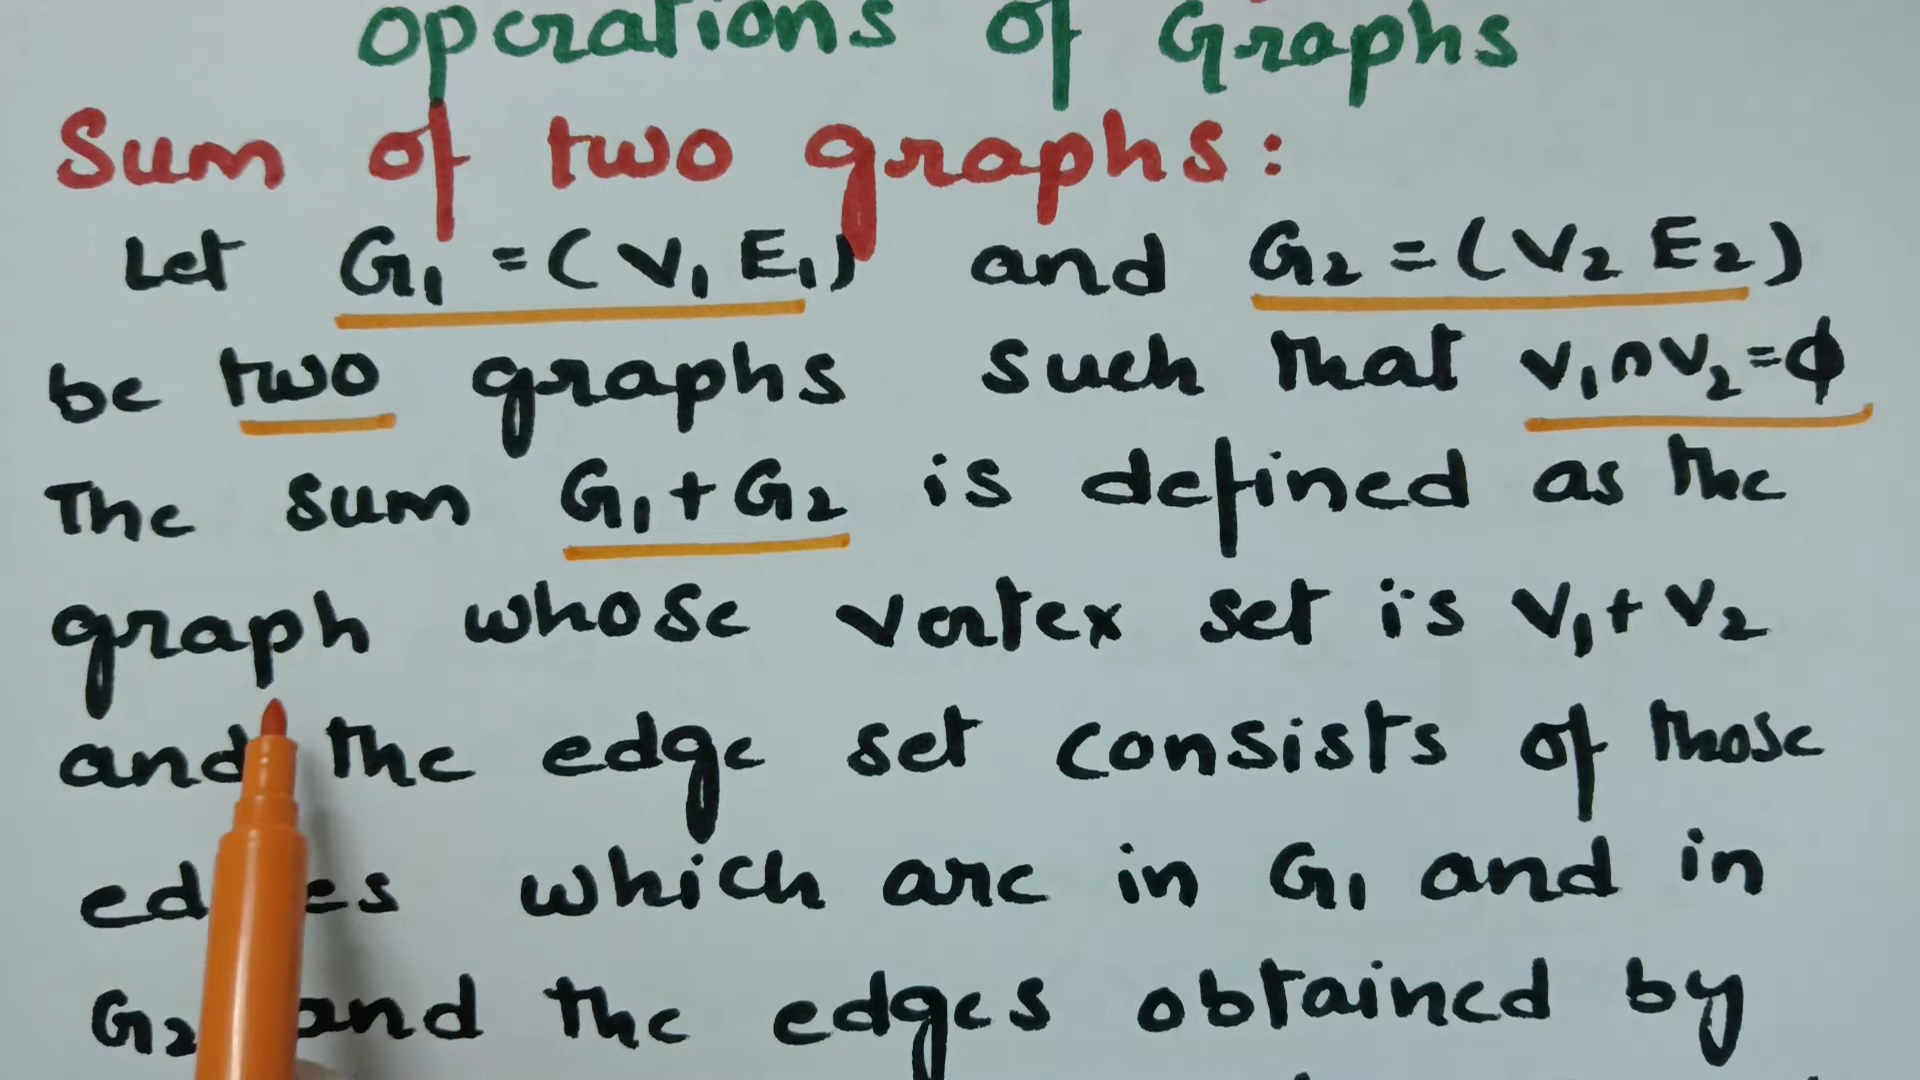 Operations of Graphs
Sum of two graphs:
Let G₁ = (V₁ E₁) and G₂ = (V₂ E₂)
be two graphs such that V₁∩V₂=ϕ
The sum G₁+G₂ is defined as the
graph whose vertex set is V₁+V₂
and the edge set consists of those
edges which are in G₁ and in
G₂ and the edges obtained by